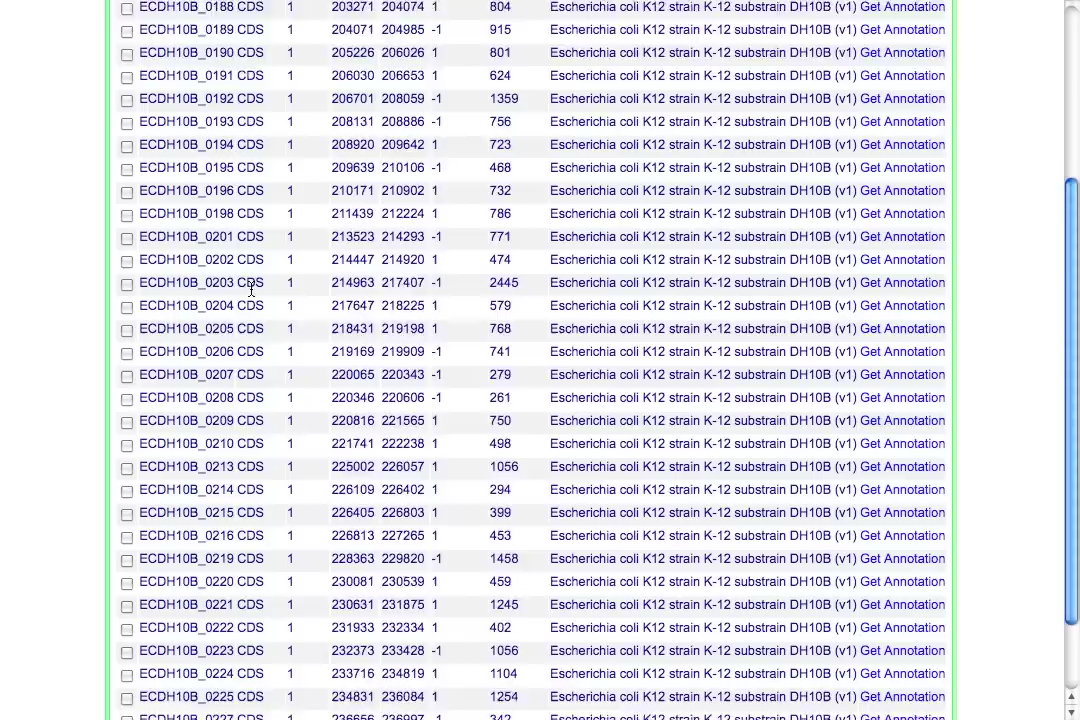 ECDH10B_0188 CDS 1 203271 204074 1 804 Escherichia coli K12 strain K-12 substrain DH10B (v1) Get Annotation
ECDH10B_0189 CDS 1 204071 204985 -1 915 Escherichia coli K12 strain K-12 substrain DH10B (v1) Get Annotation
ECDH10B_0190 CDS 1 205226 206026 1 801 Escherichia coli K12 strain K-12 substrain DH10B (v1) Get Annotation
ECDH10B_0191 CDS 1 206030 206653 1 624 Escherichia coli K12 strain K-12 substrain DH10B (v1) Get Annotation
ECDH10B_0192 CDS 1 206701 208059 -1 1359 Escherichia coli K12 strain K-12 substrain DH10B (v1) Get Annotation
ECDH10B_0193 CDS 1 208131 208886 -1 756 Escherichia coli K12 strain K-12 substrain DH10B (v1) Get Annotation
ECDH10B_0194 CDS 1 208920 209642 1 723 Escherichia coli K12 strain K-12 substrain DH10B (v1) Get Annotation
ECDH10B_0195 CDS 1 209639 210106 -1 468 Escherichia coli K12 strain K-12 substrain DH10B (v1) Get Annotation
ECDH10B_0196 CDS 1 210171 210902 1 732 Escherichia coli K12 strain K-12 substrain DH10B (v1) Get Annotation
ECDH10B_0198 CDS 1 211439 212224 1 786 Escherichia coli K12 strain K-12 substrain DH10B (v1) Get Annotation
ECDH10B_0201 CDS 1 213523 214293 -1 771 Escherichia coli K12 strain K-12 substrain DH10B (v1) Get Annotation
ECDH10B_0202 CDS 1 214447 214920 1 474 Escherichia coli K12 strain K-12 substrain DH10B (v1) Get Annotation
ECDH10B_0203 CDS 1 214963 217407 -1 2445 Escherichia coli K12 strain K-12 substrain DH10B (v1) Get Annotation
ECDH10B_0204 CDS 1 217647 218225 1 579 Escherichia coli K12 strain K-12 substrain DH10B (v1) Get Annotation
ECDH10B_0205 CDS 1 218431 219198 1 768 Escherichia coli K12 strain K-12 substrain DH10B (v1) Get Annotation
ECDH10B_0206 CDS 1 219169 219909 -1 741 Escherichia coli K12 strain K-12 substrain DH10B (v1) Get Annotation
ECDH10B_0207 CDS 1 220065 220343 -1 279 Escherichia coli K12 strain K-12 substrain DH10B (v1) Get Annotation
ECDH10B_0208 CDS 1 220346 220606 -1 261 Escherichia coli K12 strain K-12 substrain DH10B (v1) Get Annotation
ECDH10B_0209 CDS 1 220816 221565 1 750 Escherichia coli K12 strain K-12 substrain DH10B (v1) Get Annotation
ECDH10B_0210 CDS 1 221741 222238 1 498 Escherichia coli K12 strain K-12 substrain DH10B (v1) Get Annotation
ECDH10B_0213 CDS 1 225002 226057 1 1056 Escherichia coli K12 strain K-12 substrain DH10B (v1) Get Annotation
ECDH10B_0214 CDS 1 226109 226402 1 294 Escherichia coli K12 strain K-12 substrain DH10B (v1) Get Annotation
ECDH10B_0215 CDS 1 226405 226803 1 399 Escherichia coli K12 strain K-12 substrain DH10B (v1) Get Annotation
ECDH10B_0216 CDS 1 226813 227265 1 453 Escherichia coli K12 strain K-12 substrain DH10B (v1) Get Annotation
ECDH10B_0219 CDS 1 228363 229820 -1 1458 Escherichia coli K12 strain K-12 substrain DH10B (v1) Get Annotation
ECDH10B_0220 CDS 1 230081 230539 1 459 Escherichia coli K12 strain K-12 substrain DH10B (v1) Get Annotation
ECDH10B_0221 CDS 1 230631 231875 1 1245 Escherichia coli K12 strain K-12 substrain DH10B (v1) Get Annotation
ECDH10B_0222 CDS 1 231933 232334 1 402 Escherichia coli K12 strain K-12 substrain DH10B (v1) Get Annotation
ECDH10B_0223 CDS 1 232373 233428 -1 1056 Escherichia coli K12 strain K-12 substrain DH10B (v1) Get Annotation
ECDH10B_0224 CDS 1 233716 234819 1 1104 Escherichia coli K12 strain K-12 substrain DH10B (v1) Get Annotation
ECDH10B_0225 CDS 1 234831 236084 1 1254 Escherichia coli K12 strain K-12 substrain DH10B (v1) Get Annotation
ECDH10B_0227 CDS 1 236656 236997 1 342 Escherichia coli K12 strain K-12 substrain DH10B (v1) Get Annotation